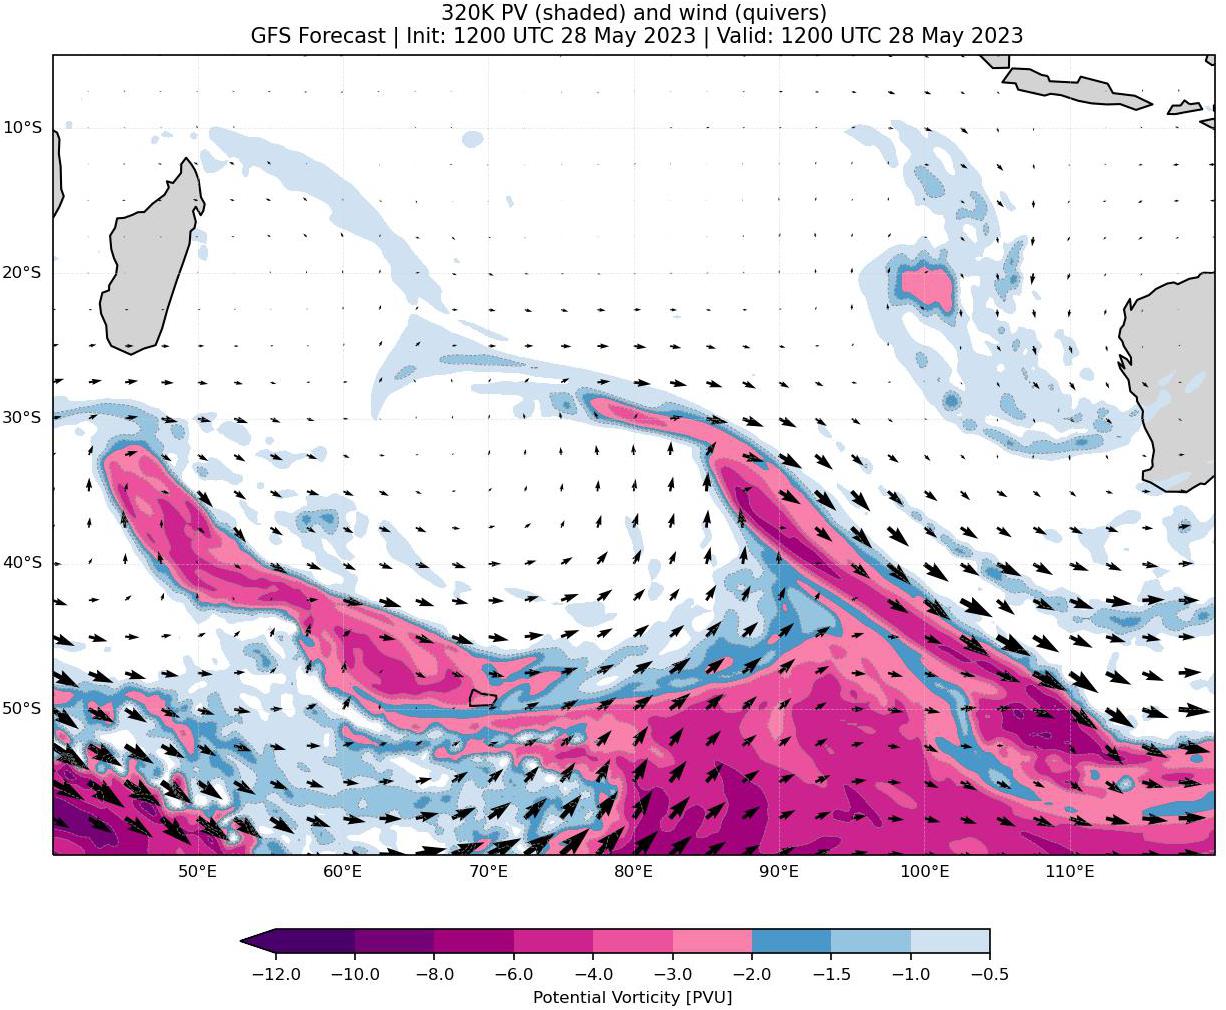 320K PV (shaded) and wind (quivers)
GFS Forecast | Init: 1200 UTC 28 May 2023 | Valid: 1200 UTC 28 May 2023
10°S
20°S
30°S
40°S
50°S
50°E 60°E 70°E 80°E 90°E 100°E 110°E
−12.0 −10.0 −8.0 −6.0 −4.0 −3.0 −2.0 −1.5 −1.0 −0.5
Potential Vorticity [PVU]